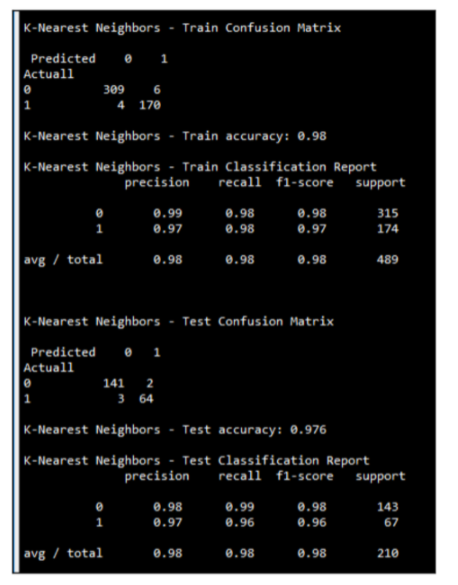 K-Nearest Neighbors - Train Confusion Matrix
Predicted 0 1
Actuall
0 309 6
1 4 170
K-Nearest Neighbors - Train accuracy: 0.98
K-Nearest Neighbors - Train Classification Report
precision recall f1-score support
0 0.99 0.98 0.98 315
1 0.97 0.98 0.97 174
avg / total 0.98 0.98 0.98 489
K-Nearest Neighbors - Test Confusion Matrix
Predicted 0 1
Actuall
0 141 2
1 3 64
K-Nearest Neighbors - Test accuracy: 0.976
K-Nearest Neighbors - Test Classification Report
precision recall f1-score support
0 0.98 0.99 0.98 143
1 0.97 0.96 0.96 67
avg / total 0.98 0.98 0.98 210